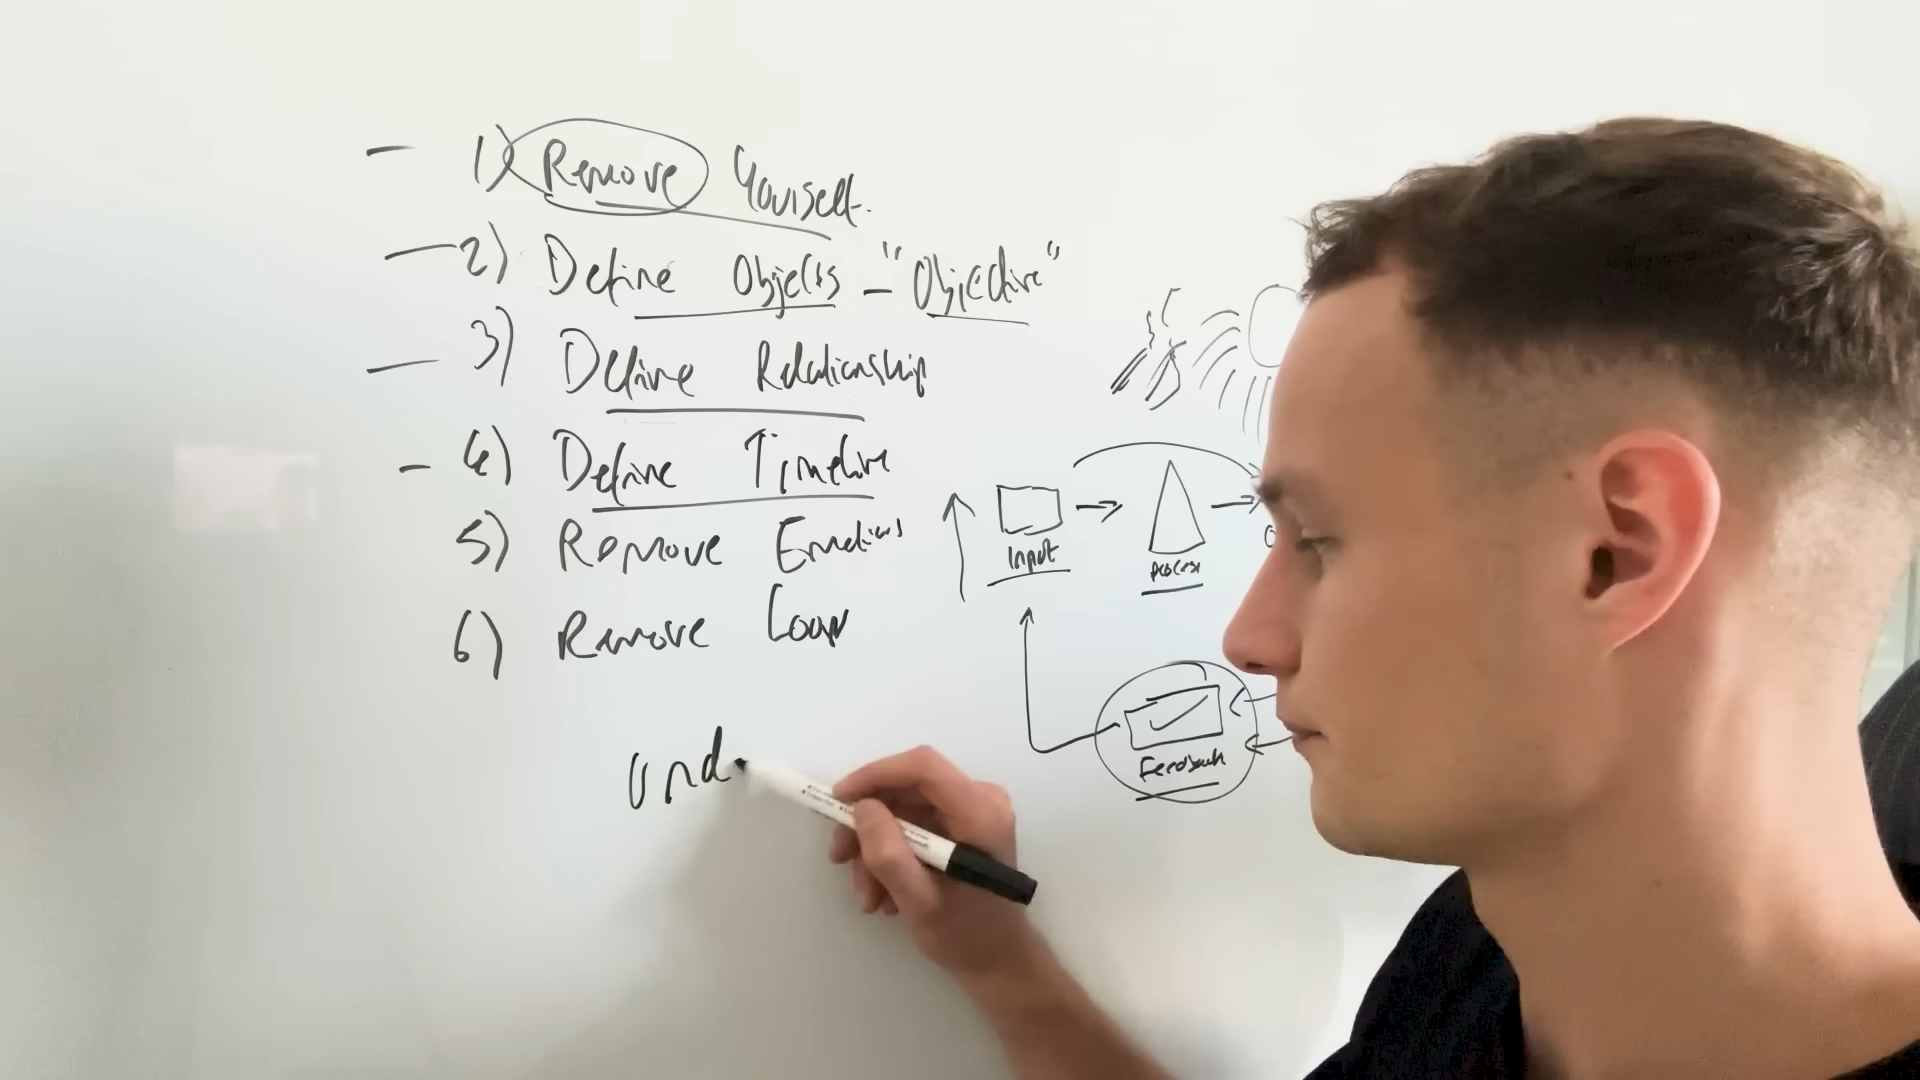 1) Remove Yourself.
2) Define Objects - "Objective"
3) Define Relationship
4) Define Timeline
5) Remove Emotions
6) Remove Loop
Input
process
Feedback
und